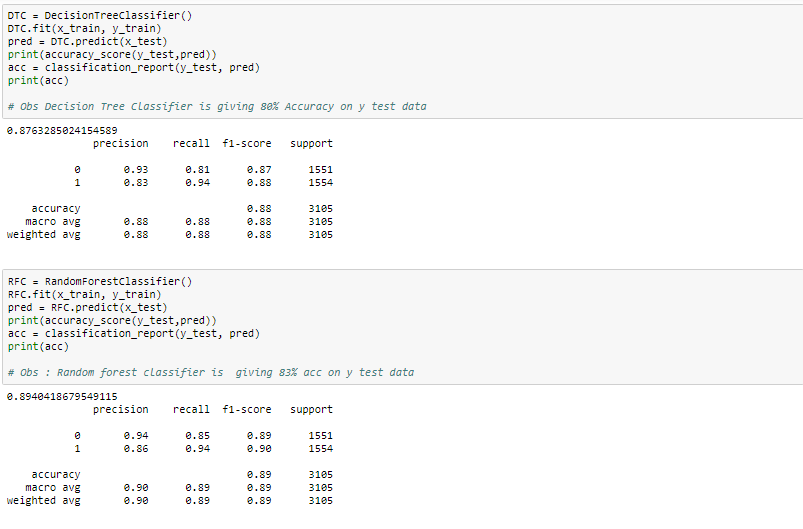 DTC = DecisionTreeClassifier()
DTC.fit(x_train, y_train)
pred = DTC.predict(x_test)
print(accuracy_score(y_test,pred))
acc = classification_report(y_test, pred)
print(acc)
# Obs Decision Tree Classifier is giving 80% Accuracy on y test data
0.8763285024154589
precision recall f1-score support
0 0.93 0.81 0.87 1551
1 0.83 0.94 0.88 1554
accuracy 0.88 3105
macro avg 0.88 0.88 0.88 3105
weighted avg 0.88 0.88 0.88 3105
RFC = RandomForestClassifier()
RFC.fit(x_train, y_train)
pred = RFC.predict(x_test)
print(accuracy_score(y_test,pred))
acc = classification_report(y_test, pred)
print(acc)
# Obs : Random forest classifier is  giving 83% acc on y test data
0.8940418679549115
precision recall f1-score support
0 0.94 0.85 0.89 1551
1 0.86 0.94 0.90 1554
accuracy 0.89 3105
macro avg 0.90 0.89 0.89 3105
weighted avg 0.90 0.89 0.89 3105